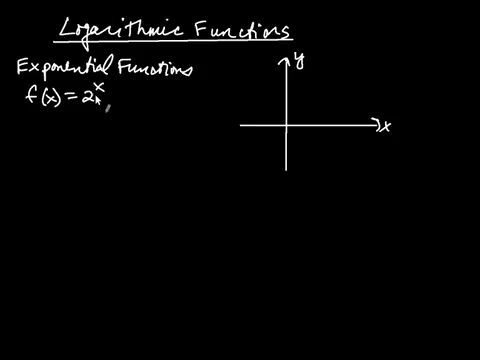 Logarithmic Functions
Exponential Functions
f(x) = 2^x
y
x